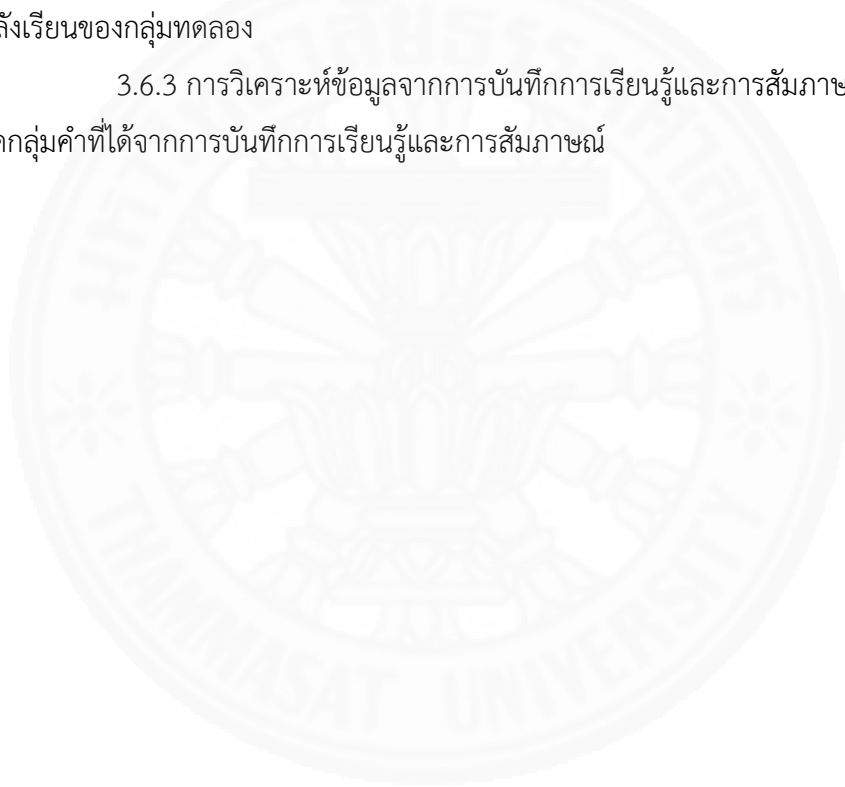 ลังเรียนของกลุ่มทดลอง
3.6.3 การวิเคราะห์ข้อมูลจากการบันทึกการเรียนรู้และการสัมภาษ
กลุ่มคำที่ได้จากการบันทึกการเรียนรู้และการสัมภาษณ์
THAMMASAT UNIVERSITY